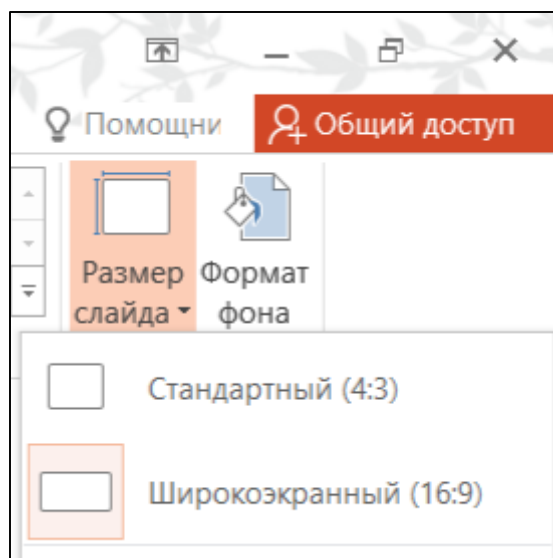 Помощни
Общий доступ
Размер слайда
Формат фона
Стандартный (4:3)
Широкоэкранный (16:9)